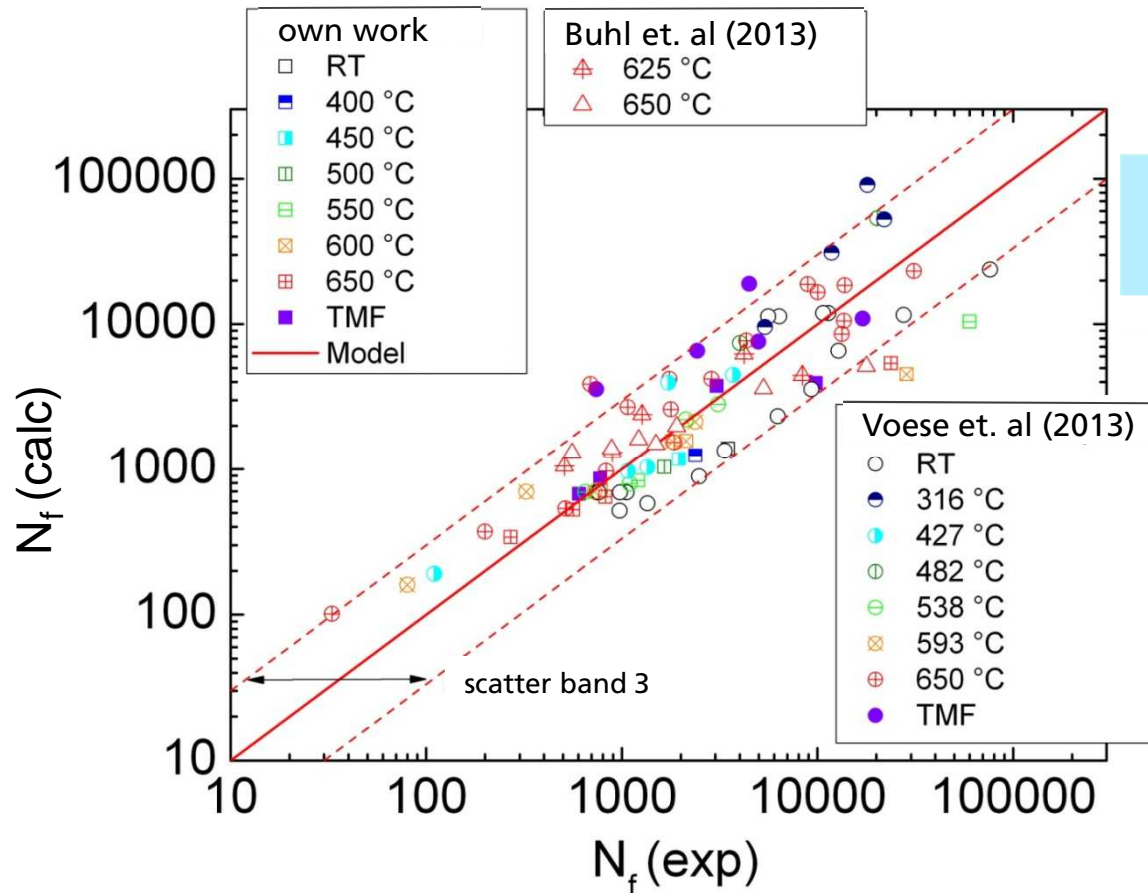 own work
RT
400 °C
450 °C
500 °C
550 °C
600 °C
650 °C
TMF
Model
Buhl et. al (2013)
625 °C
650 °C
100000
10000
1000
100
10
N_f (calc)
scatter band 3
Voese et. al (2013)
RT
316 °C
427 °C
482 °C
538 °C
593 °C
650 °C
TMF
10 100 1000 10000 100000
N_f (exp)